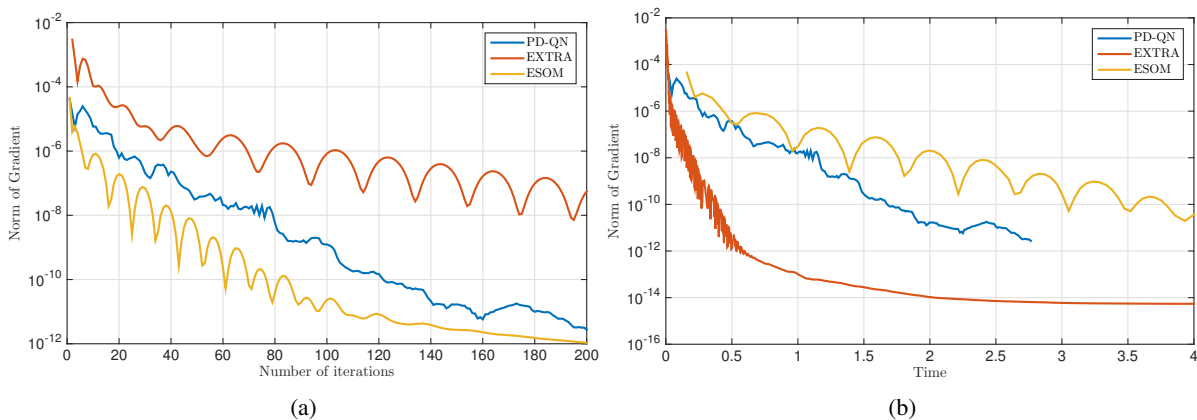 10^-2
10^-4
10^-6
10^-8
10^-10
10^-12
Norm of Gradient
0 20 40 60 80 100 120 140 160 180 200
Number of iterations
PD-QN
EXTRA
ESOM
(a)
10^-2
10^-4
10^-6
10^-8
10^-10
10^-12
10^-14
10^-16
Norm of Gradient
0 0.5 1 1.5 2 2.5 3 3.5 4
Time
PD-QN
EXTRA
ESOM
(b)